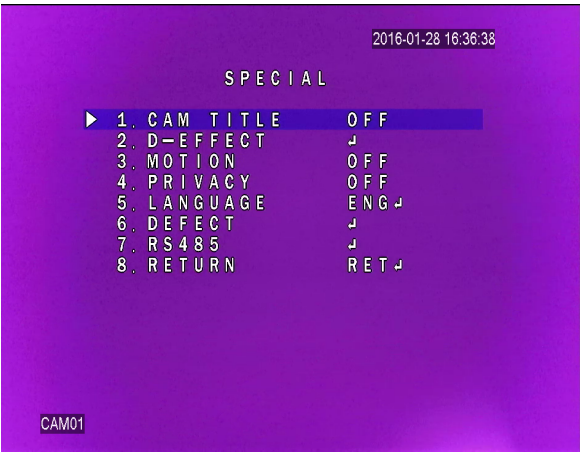 2016-01-28 16:36:38
SPECIAL
1. CAM TITLE OFF
2. D-EFFECT ↲
3. MOTION OFF
4. PRIVACY OFF
5. LANGUAGE ENG↲
6. DEFECT ↲
7. RS485 ↲
8. RETURN RET↲
CAM01